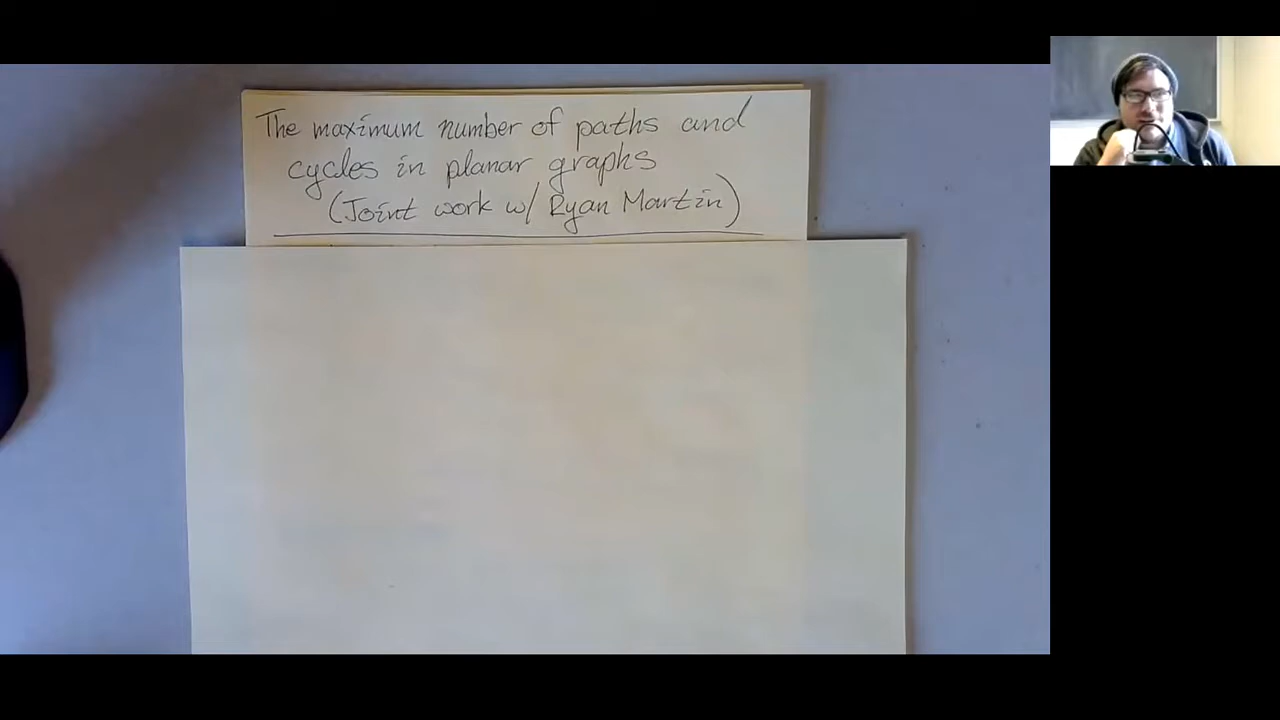 The maximum number of paths and
cycles in planar graphs
(Joint work w/ Ryan Martin)